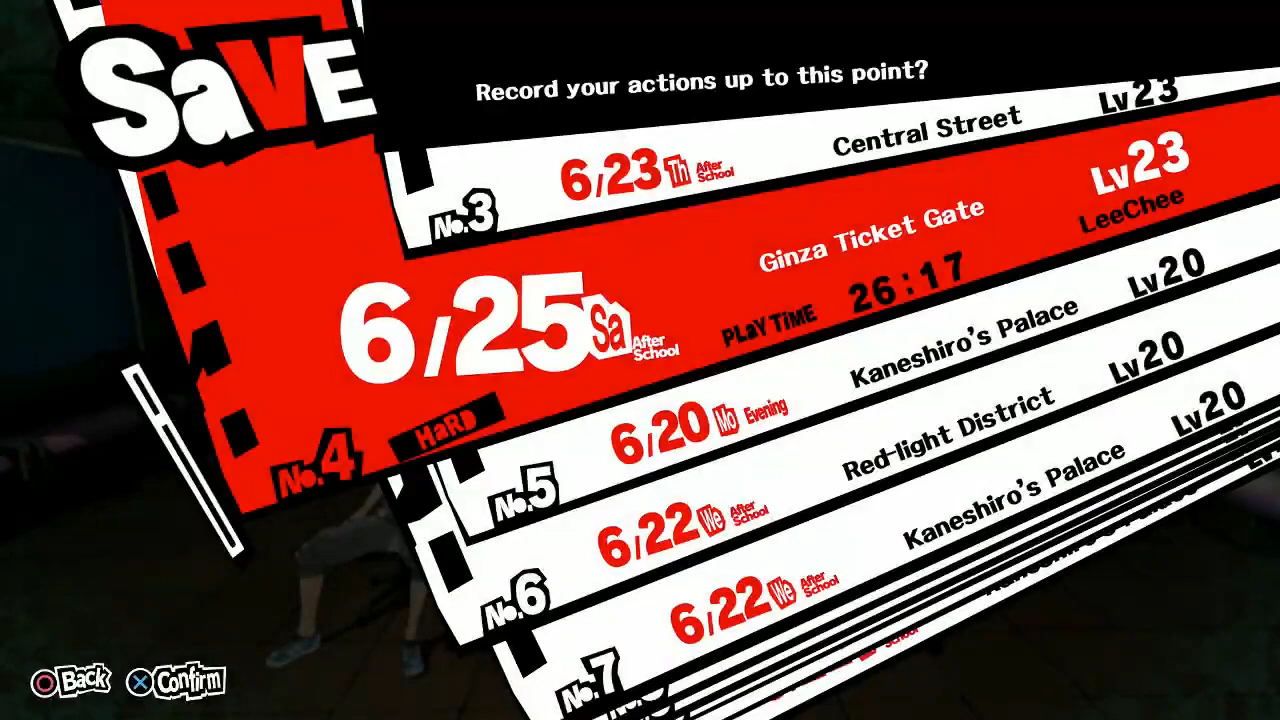 SaVE
Record your actions up to this point?
No.3 6/23 Th After School Central Street Lv23
No.4 6/25 Sa After School Ginza Ticket Gate Lv23
HaRD PLaY TiME 26:17 LeeChee
No.5 6/20 Mo Evening Kaneshiro's Palace Lv20
No.6 6/22 We After School Red-light District Lv20
No.7 6/22 We After School Kaneshiro's Palace Lv20
Back Confirm